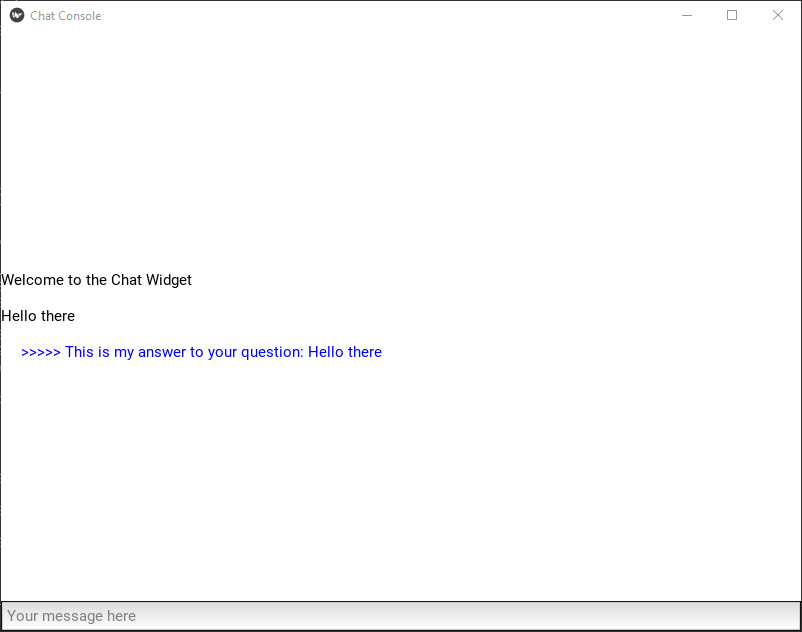 Chat Console
Welcome to the Chat Widget
Hello there
>>>>> This is my answer to your question: Hello there
Your message here